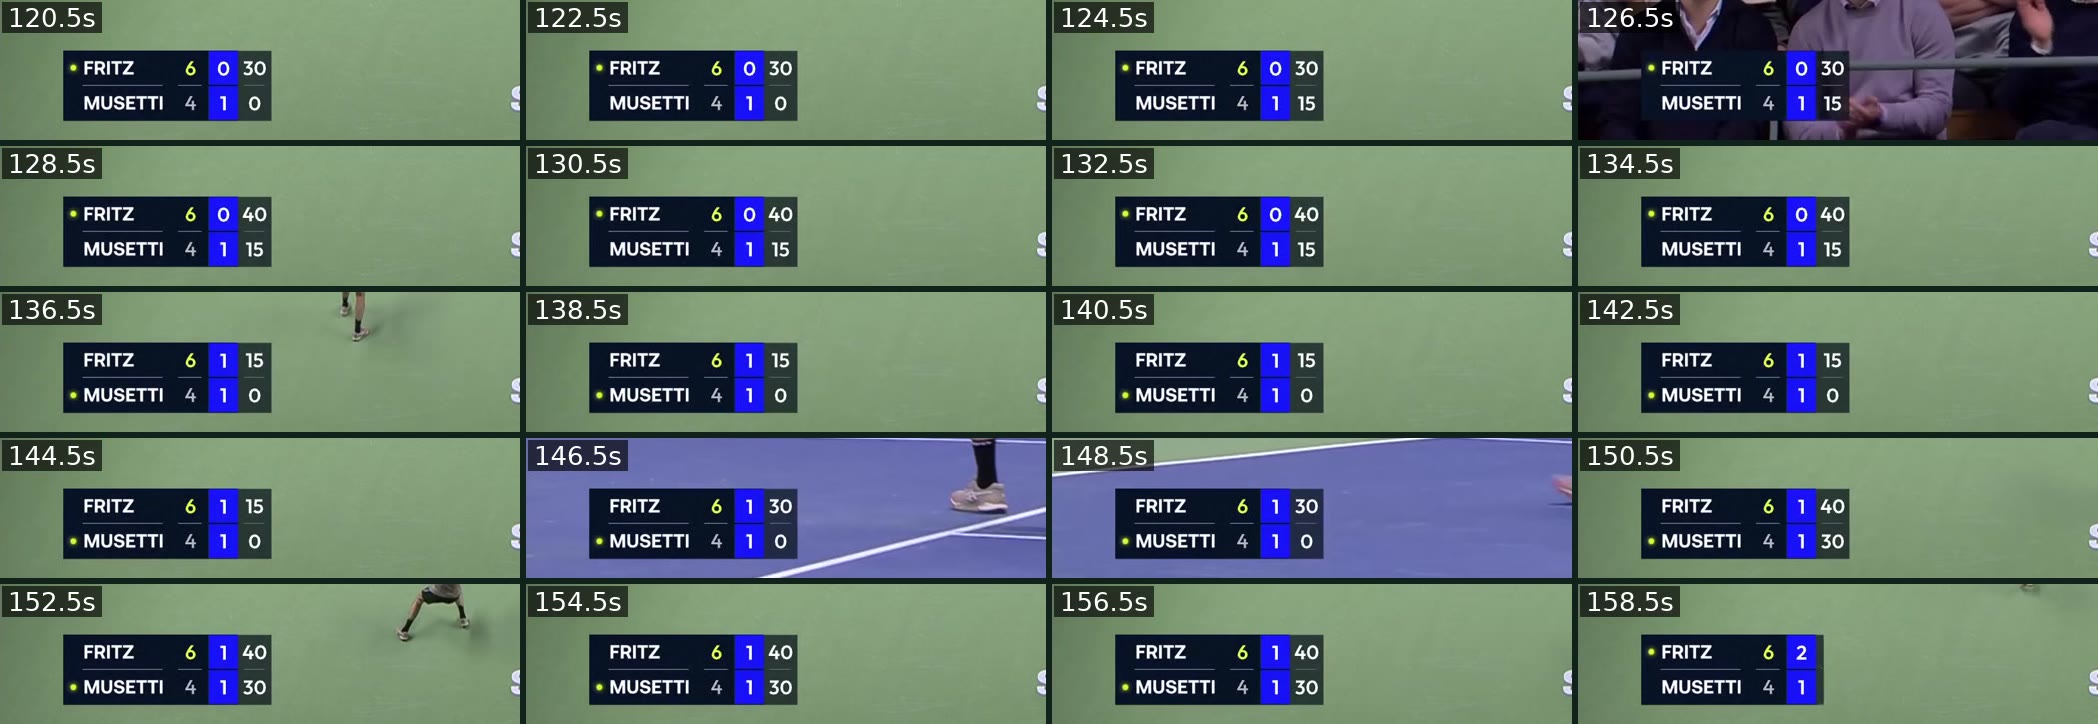 120.5s
FRITZ 6 0 30
MUSETTI 4 1 0
122.5s
FRITZ 6 0 30
MUSETTI 4 1 0
124.5s
FRITZ 6 0 30
MUSETTI 4 1 15
126.5s
FRITZ 6 0 30
MUSETTI 4 1 15
128.5s
FRITZ 6 0 40
MUSETTI 4 1 15
130.5s
FRITZ 6 0 40
MUSETTI 4 1 15
132.5s
FRITZ 6 0 40
MUSETTI 4 1 15
134.5s
FRITZ 6 0 40
MUSETTI 4 1 15
136.5s
FRITZ 6 1 15
MUSETTI 4 1 0
138.5s
FRITZ 6 1 15
MUSETTI 4 1 0
140.5s
FRITZ 6 1 15
MUSETTI 4 1 0
142.5s
FRITZ 6 1 15
MUSETTI 4 1 0
144.5s
FRITZ 6 1 15
MUSETTI 4 1 0
146.5s
FRITZ 6 1 30
MUSETTI 4 1 0
148.5s
FRITZ 6 1 30
MUSETTI 4 1 0
150.5s
FRITZ 6 1 40
MUSETTI 4 1 30
152.5s
FRITZ 6 1 40
MUSETTI 4 1 30
154.5s
FRITZ 6 1 40
MUSETTI 4 1 30
156.5s
FRITZ 6 1 40
MUSETTI 4 1 30
158.5s
FRITZ 6 2
MUSETTI 4 1